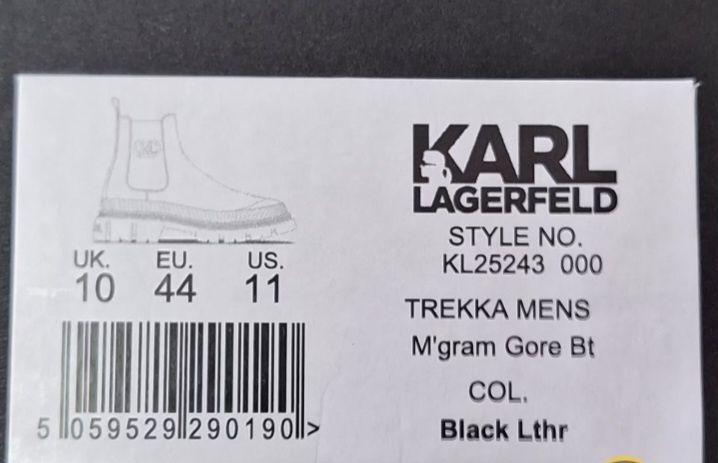 KARL
LAGERFELD
STYLE NO.
KL25243 000
UK. EU. US.
10 44 11
TREKKA MENS
M'gram Gore Bt
COL.
Black Lthr
5 059529 290190 >